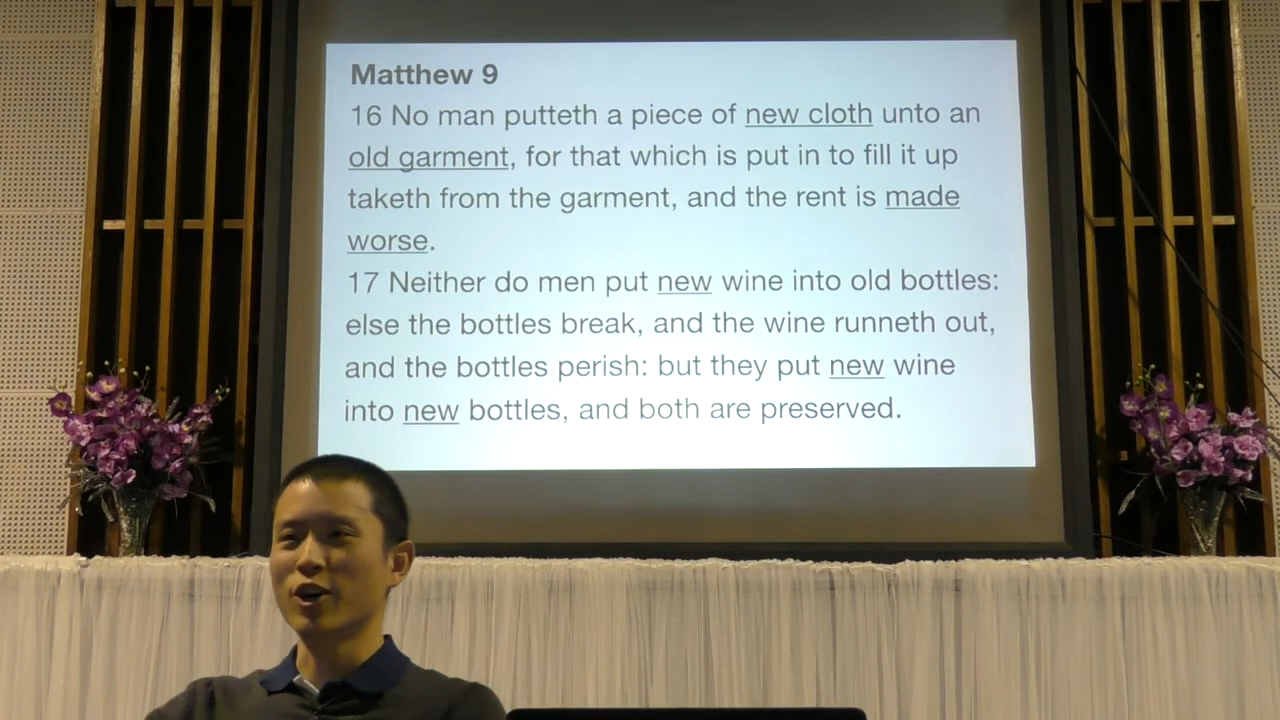 Matthew 9
16 No man putteth a piece of new cloth unto an
old garment, for that which is put in to fill it up
taketh from the garment, and the rent is made
worse.
17 Neither do men put new wine into old bottles:
else the bottles break, and the wine runneth out,
and the bottles perish: but they put new wine
into new bottles, and both are preserved.